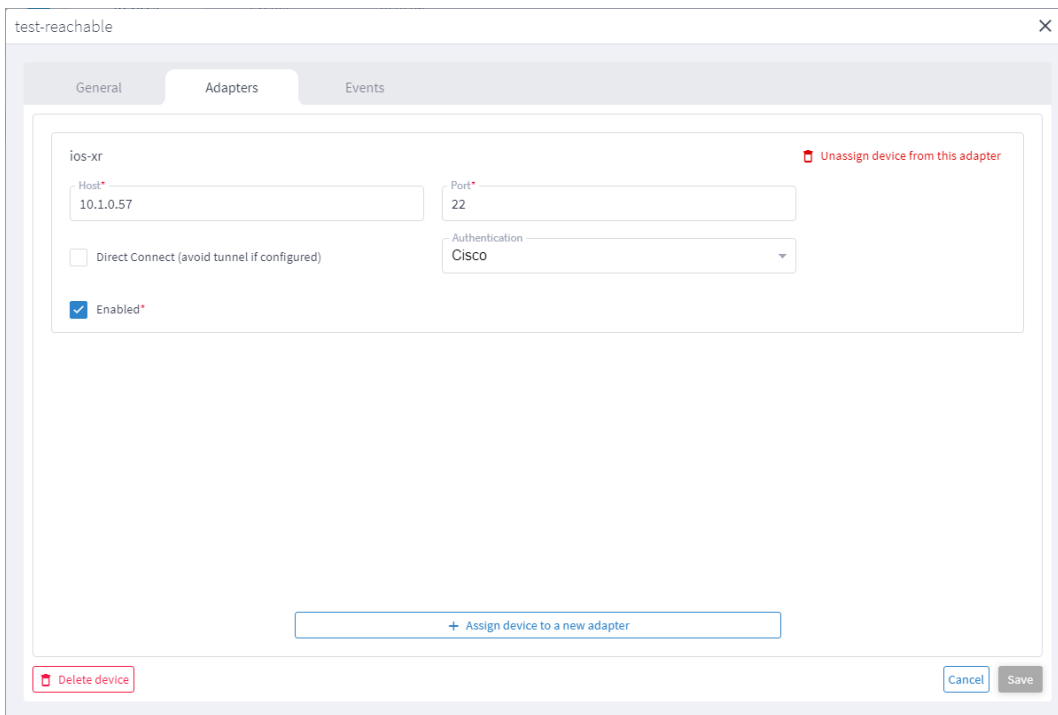 test-reachable
General Adapters Events
ios-xr
Unassign device from this adapter
Host*
10.1.0.57
Port*
22
Direct Connect (avoid tunnel if configured)
Authentication
Cisco
Enabled*
+ Assign device to a new adapter
Delete device
Cancel
Save